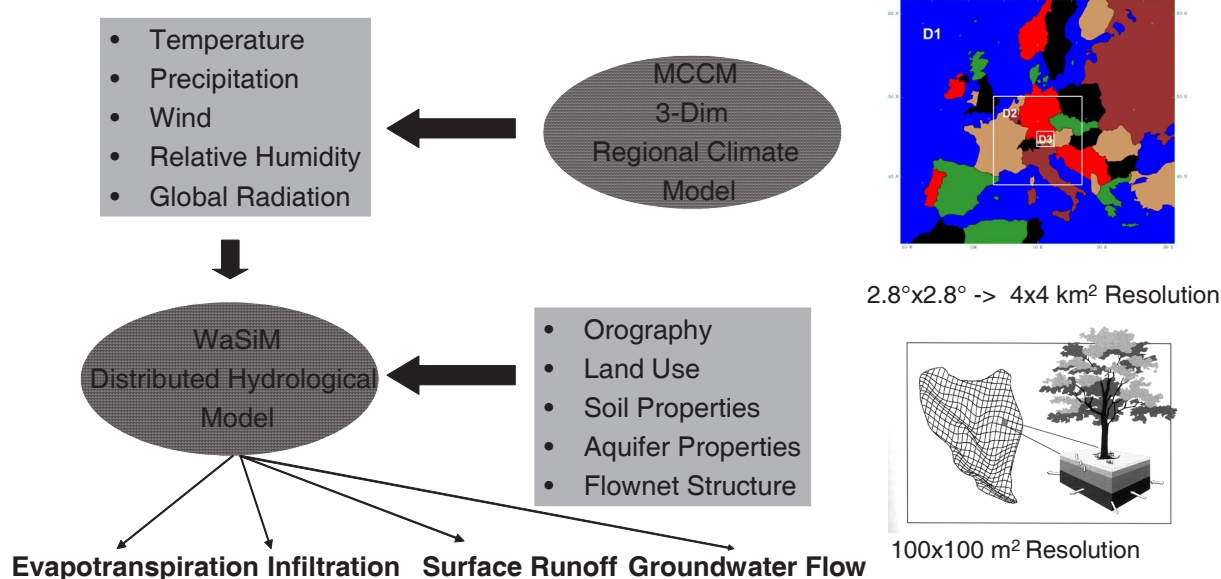 • Temperature
• Precipitation
• Wind
• Relative Humidity
• Global Radiation
MCCM
3-Dim
Regional Climate
Model
D1
D2
D3
2.8°x2.8° -> 4x4 km² Resolution
WaSiM
Distributed Hydrological
Model
• Orography
• Land Use
• Soil Properties
• Aquifer Properties
• Flownet Structure
Evapotranspiration Infiltration Surface Runoff Groundwater Flow
100x100 m² Resolution